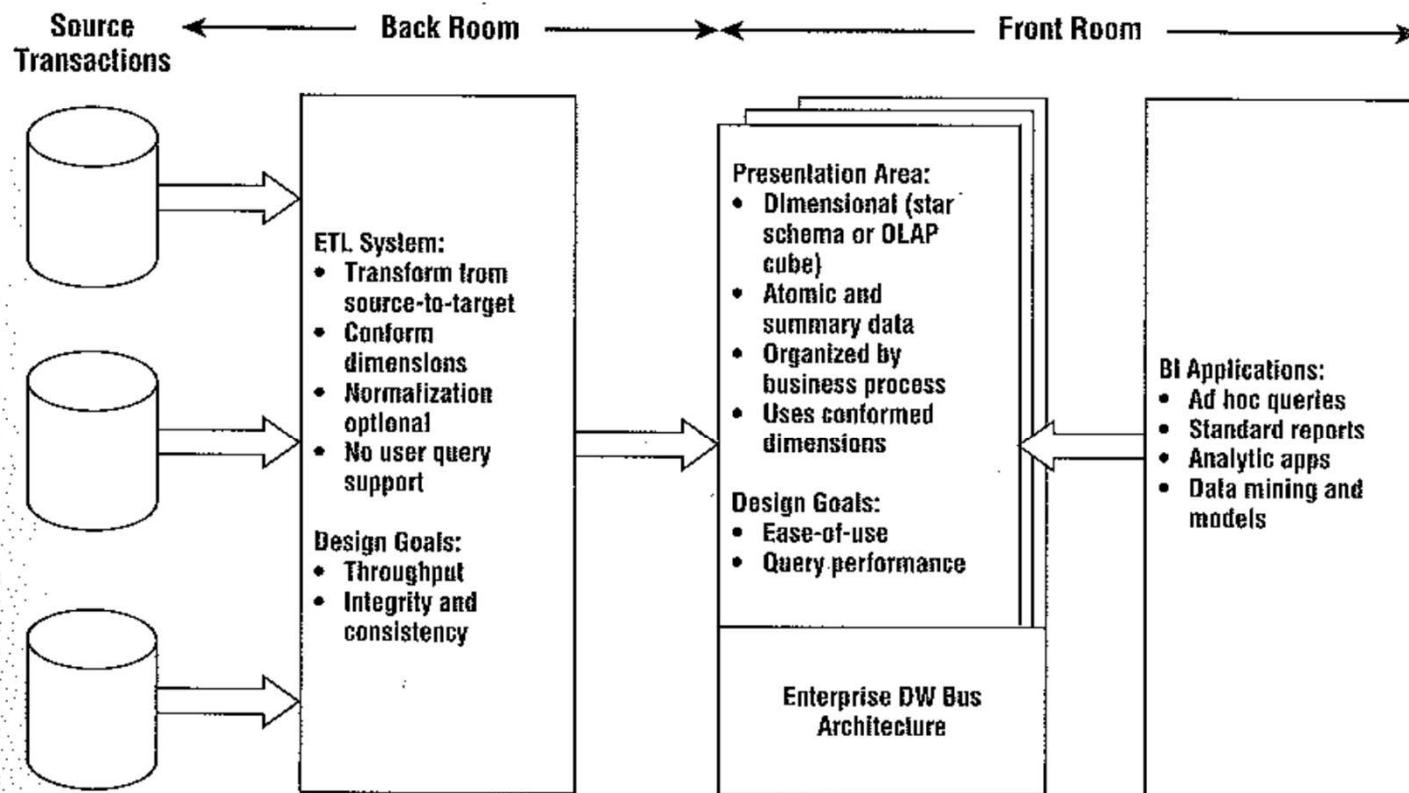 Source
Transactions
Back Room
Front Room
ETL System:
• Transform from
source-to-target
• Conform
dimensions
• Normalization
optional
• No user query
support
Design Goals:
• Throughput
• Integrity and
consistency
Presentation Area:
• Dimensional (star
schema or OLAP
cube)
• Atomic and
summary data
• Organized by
business process
• Uses conformed
dimensions
Design Goals:
• Ease-of-use
• Query performance
Enterprise DW Bus
Architecture
BI Applications:
• Ad hoc queries
• Standard reports
• Analytic apps
• Data mining and
models